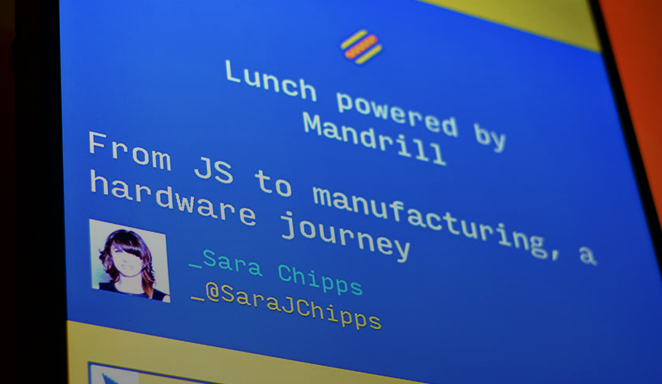 Lunch powered by
Mandrill
From JS to manufacturing, a
hardware journey
_Sara Chipps
_@SaraJChipps